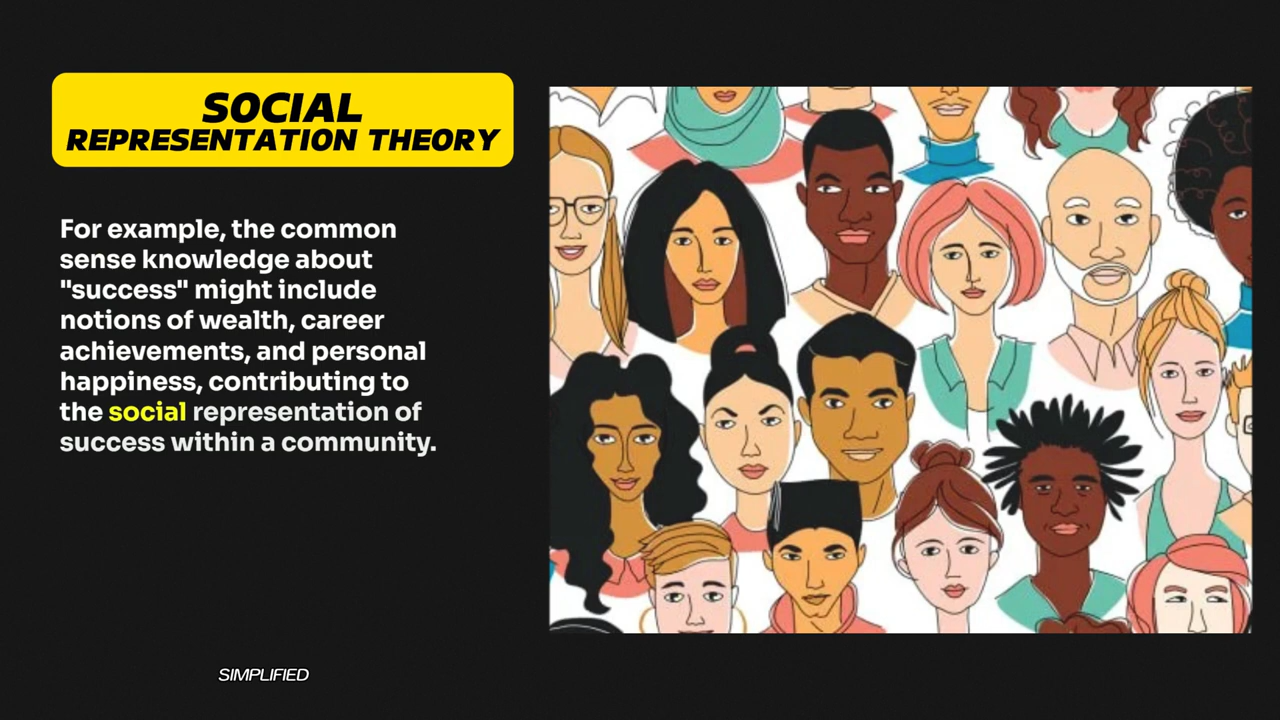 SOCIAL
REPRESENTATION THEORY
For example, the common
sense knowledge about
"success" might include
notions of wealth, career
achievements, and personal
happiness, contributing to
the social representation of
success within a community.
SIMPLIFIED